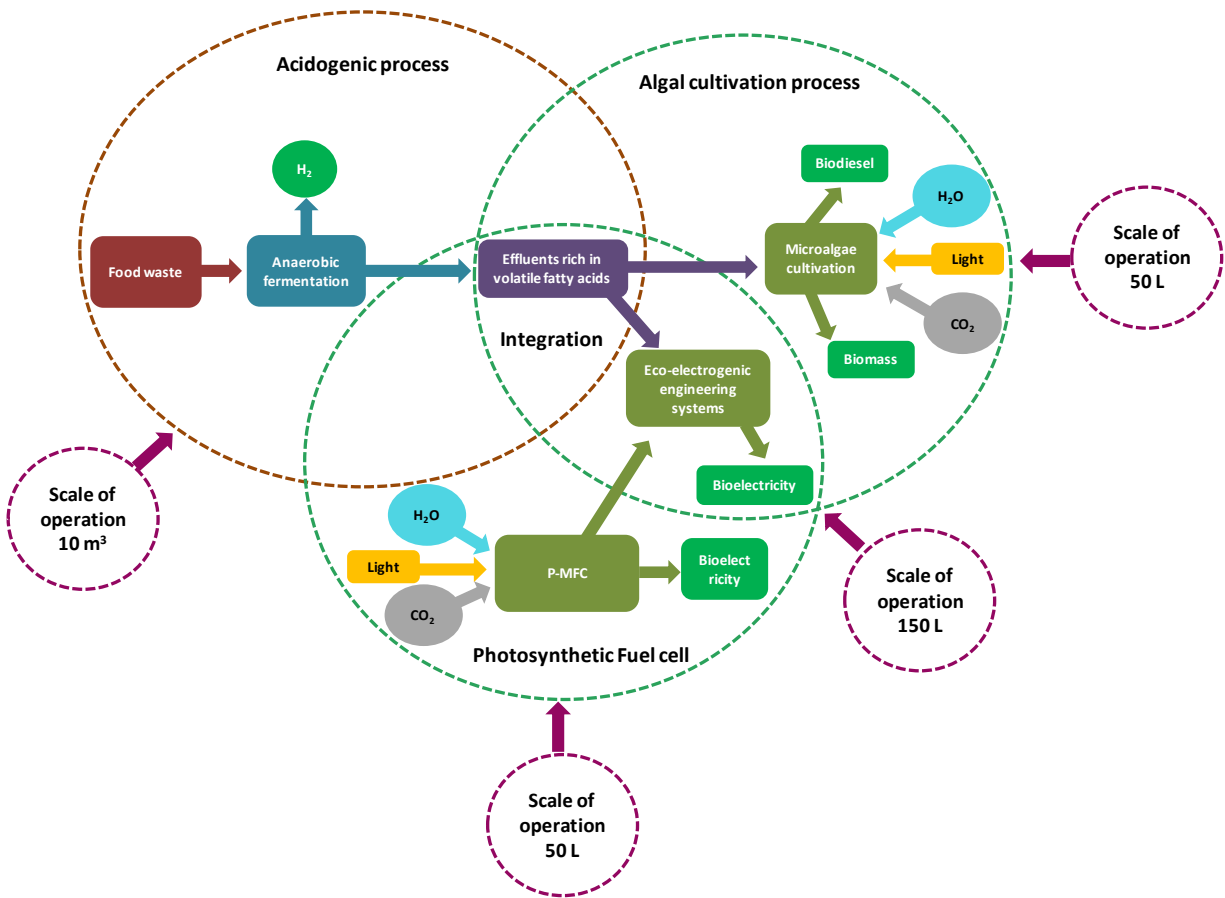 Acidogenic process
Algal cultivation process
H₂
Biodiesel
H₂O
Food waste
Anaerobic
fermentation
Effluents rich in
volatile fatty acids
Microalgae
cultivation
Light
Scale of
operation
50 L
CO₂
Integration
Biomass
Eco-electrogenic
engineering
systems
Bioelectricity
Scale of
operation
10 m³
H₂O
Light
CO₂
P-MFC
Bioelect
ricity
Scale of
operation
150 L
Photosynthetic Fuel cell
Scale of
operation
50 L